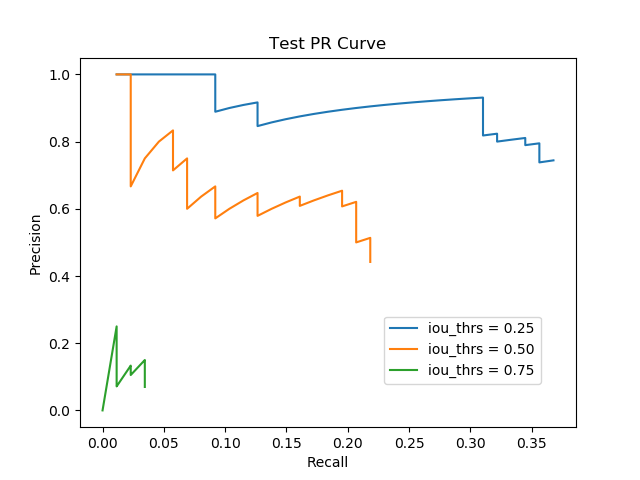 Test PR Curve
Precision
1.0
0.8
0.6
0.4
0.2
0.0
iou_thrs = 0.25
iou_thrs = 0.50
iou_thrs = 0.75
0.00 0.05 0.10 0.15 0.20 0.25 0.30 0.35
Recall